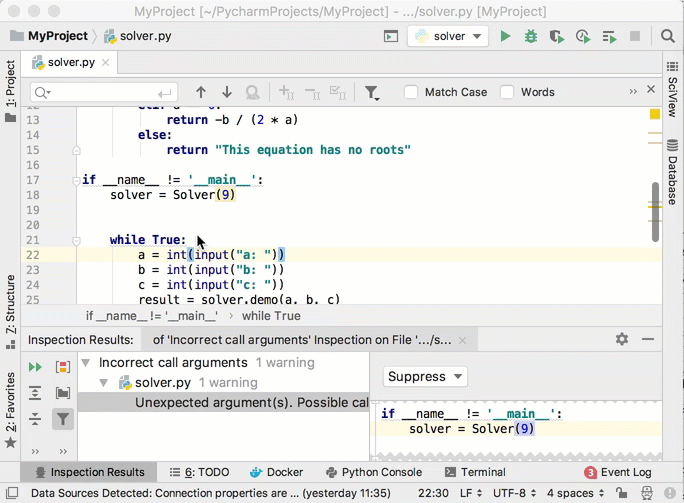 MyProject [~/PycharmProjects/MyProject] - .../solver.py [MyProject]
MyProject solver.py solver
solver.py
Match Case Words
13 return -b / (2 * a)
14 else:
15 return "This equation has no roots"
16
17 if __name__ != '__main__':
18 solver = Solver(9)
19
20
21 while True:
22 a = int(input("a: "))
23 b = int(input("b: "))
24 c = int(input("c: "))
25 result = solver.demo(a, b, c)
if __name__ != '__main__' › while True
1: Project
Z: Structure
2: Favorites
SciView
Database
Inspection Results: of 'Incorrect call arguments' Inspection on File '.../s...
Incorrect call arguments 1 warning
solver.py 1 warning
Unexpected argument(s). Possible cal
Suppress
if __name__ != '__main__':
solver = Solver(9)
Inspection Results 6: TODO Docker Python Console Terminal 3 Event Log
Data Sources Detected: Connection properties are ... (yesterday 11:35) 22:30 LF UTF-8 4 spaces